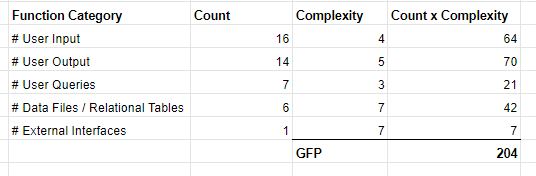 Function Category Count Complexity Count x Complexity
# User Input 16 4 64
# User Output 14 5 70
# User Queries 7 3 21
# Data Files / Relational Tables 6 7 42
# External Interfaces 1 7 7
GFP 204